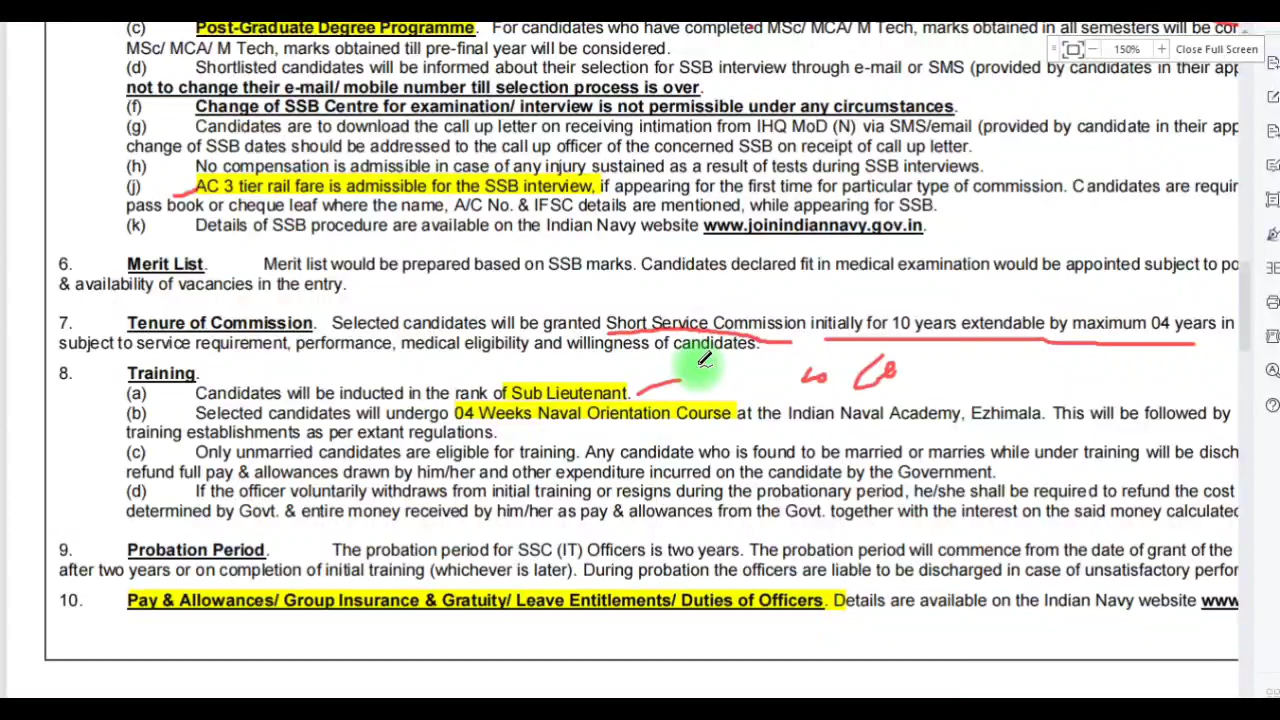 (c) Post-Graduate Degree Programme. For candidates who have completed MSc/ MCA/ M Tech, marks obtained in all semesters will be
MSc/ MCA/ M Tech, marks obtained till pre-final year will be considered.
150% Close Full Screen
(d) Shortlisted candidates will be informed about their selection for SSB interview through e-mail or SMS (provided by candidates in their app
not to change their e-mail/ mobile number till selection process is over.
(f) Change of SSB Centre for examination/ interview is not permissible under any circumstances.
(g) Candidates are to download the call up letter on receiving intimation from IHQ MoD (N) via SMS/email (provided by candidate in their app
change of SSB dates should be addressed to the call up officer of the concerned SSB on receipt of call up letter.
(h) No compensation is admissible in case of any injury sustained as a result of tests during SSB interviews.
(j) AC 3 tier rail fare is admissible for the SSB interview, if appearing for the first time for particular type of commission. Candidates are requir
pass book or cheque leaf where the name, A/C No. & IFSC details are mentioned, while appearing for SSB.
(k) Details of SSB procedure are available on the Indian Navy website www.joinindiannavy.gov.in.
6. Merit List. Merit list would be prepared based on SSB marks. Candidates declared fit in medical examination would be appointed subject to po
& availability of vacancies in the entry.
7. Tenure of Commission. Selected candidates will be granted Short Service Commission initially for 10 years extendable by maximum 04 years in
subject to service requirement, performance, medical eligibility and willingness of candidates.
8. Training.
(a) Candidates will be inducted in the rank of Sub Lieutenant.
(b) Selected candidates will undergo 04 Weeks Naval Orientation Course at the Indian Naval Academy, Ezhimala. This will be followed by
training establishments as per extant regulations.
(c) Only unmarried candidates are eligible for training. Any candidate who is found to be married or marries while under training will be disch
refund full pay & allowances drawn by him/her and other expenditure incurred on the candidate by the Government.
(d) If the officer voluntarily withdraws from initial training or resigns during the probationary period, he/she shall be required to refund the cost
determined by Govt. & entire money received by him/her as pay & allowances from the Govt. together with the interest on the said money calculated
9. Probation Period. The probation period for SSC (IT) Officers is two years. The probation period will commence from the date of grant of the
after two years or on completion of initial training (whichever is later). During probation the officers are liable to be discharged in case of unsatisfactory perfor
10. Pay & Allowances/ Group Insurance & Gratuity/ Leave Entitlements/ Duties of Officers. Details are available on the Indian Navy website www